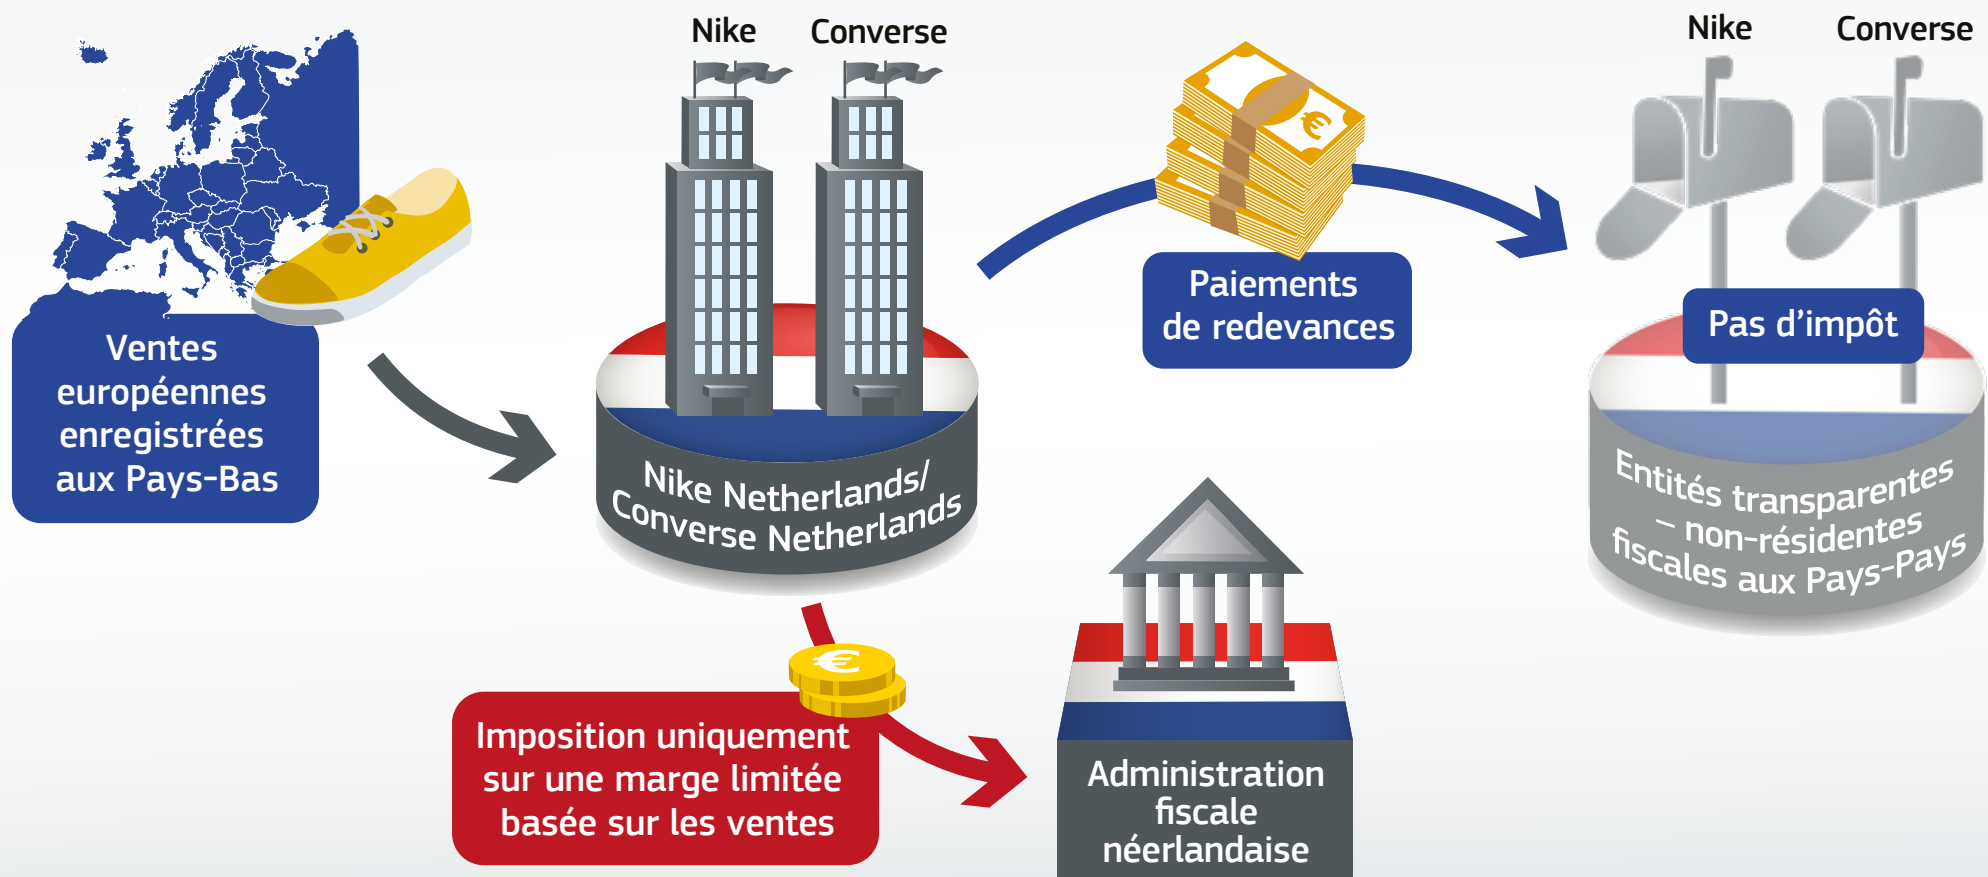 Nike
Converse
Nike
Converse
Ventes
européennes
enregistrées
aux Pays-Bas
Nike Netherlands/
Converse Netherlands
€
Paiements
de redevances
Pas d'impôt
Entités transparentes
– non-résidentes
fiscales aux Pays-Pays
€
Imposition uniquement
sur une marge limitée
basée sur les ventes
Administration
fiscale
néerlandaise